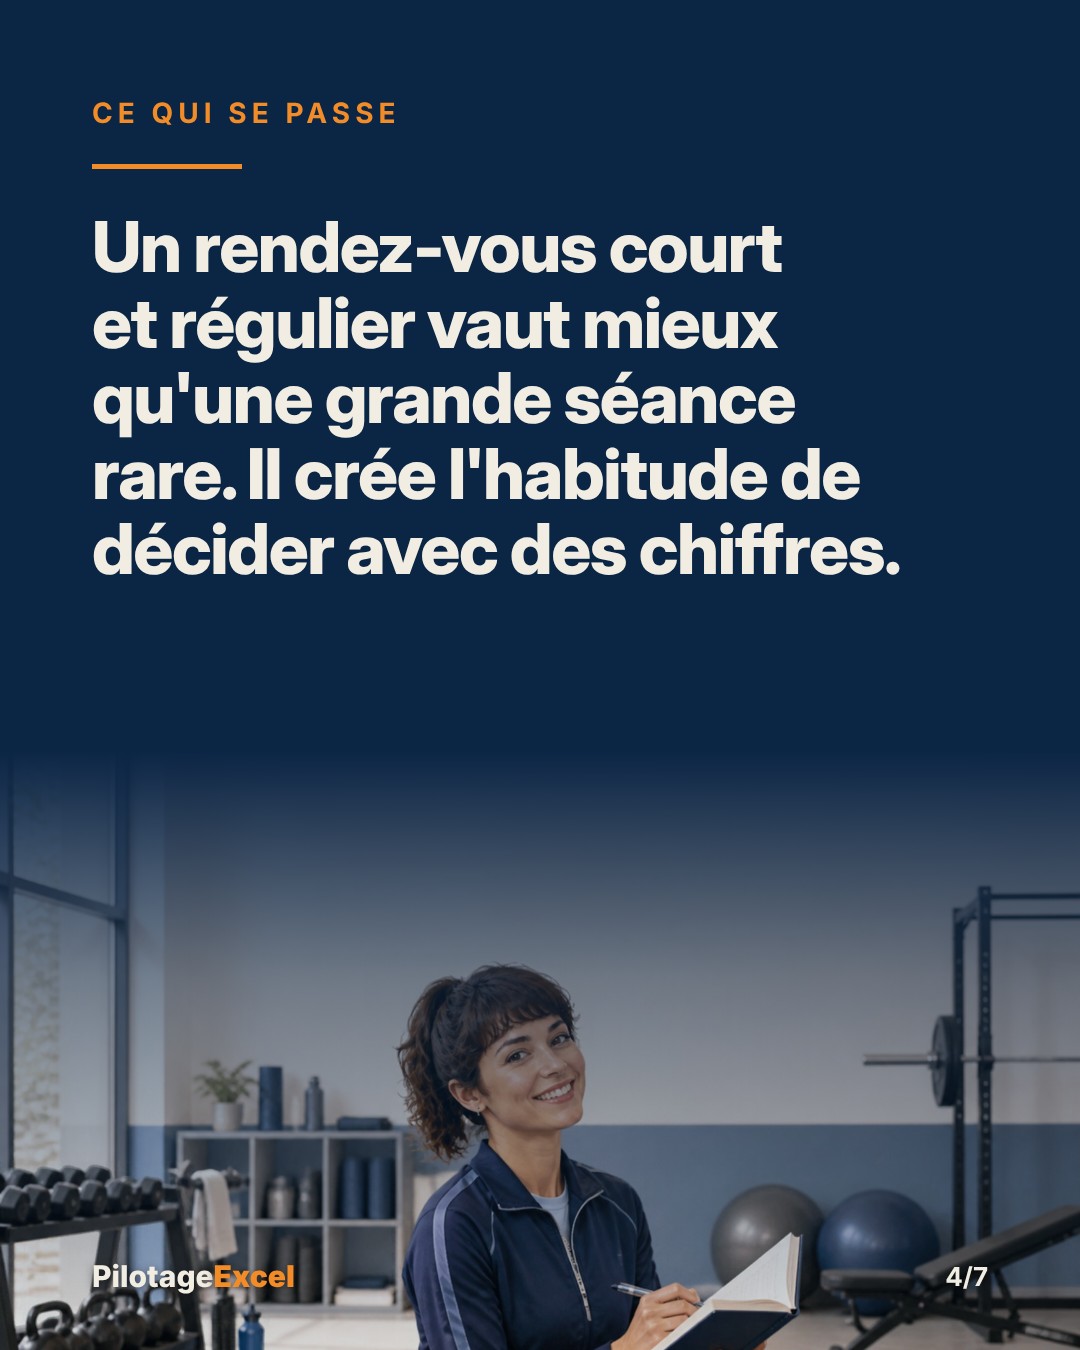 CE QUI SE PASSE
Un rendez-vous court
et régulier vaut mieux
qu'une grande séance
rare. Il crée l'habitude de
décider avec des chiffres.
PilotageExcel
4/7